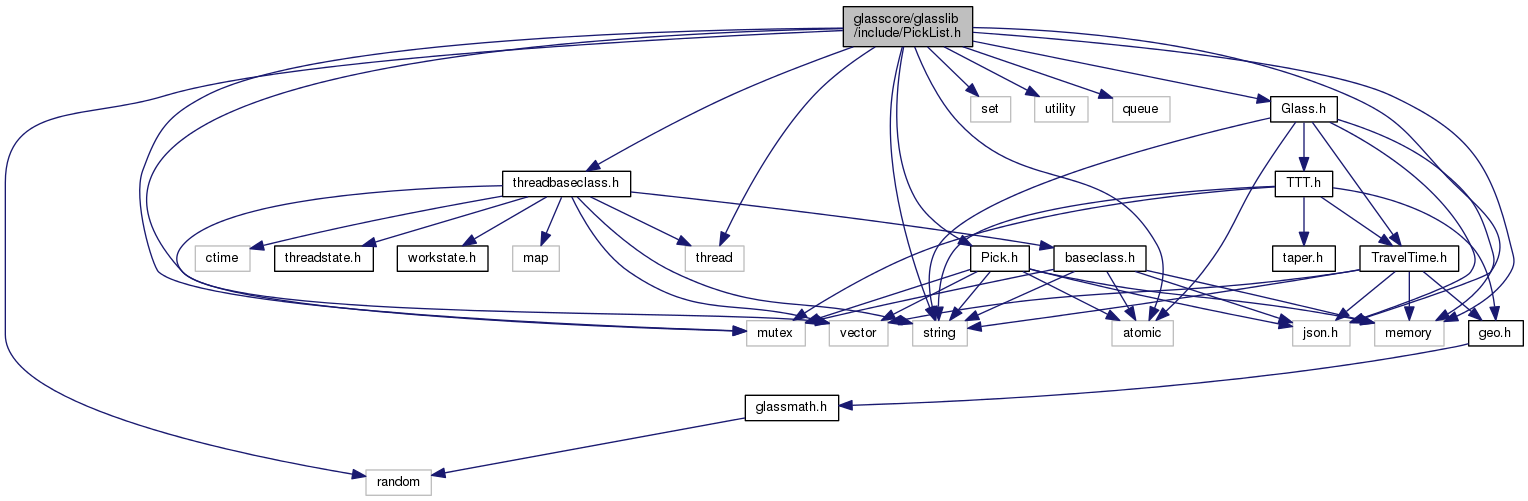 glasscore/glasslib
/include/PickList.h
set
utility
queue
Glass.h
threadbaseclass.h
TTT.h
ctime
threadstate.h
workstate.h
map
thread
Pick.h
baseclass.h
taper.h
TravelTime.h
mutex
vector
string
atomic
json.h
memory
geo.h
glassmath.h
random